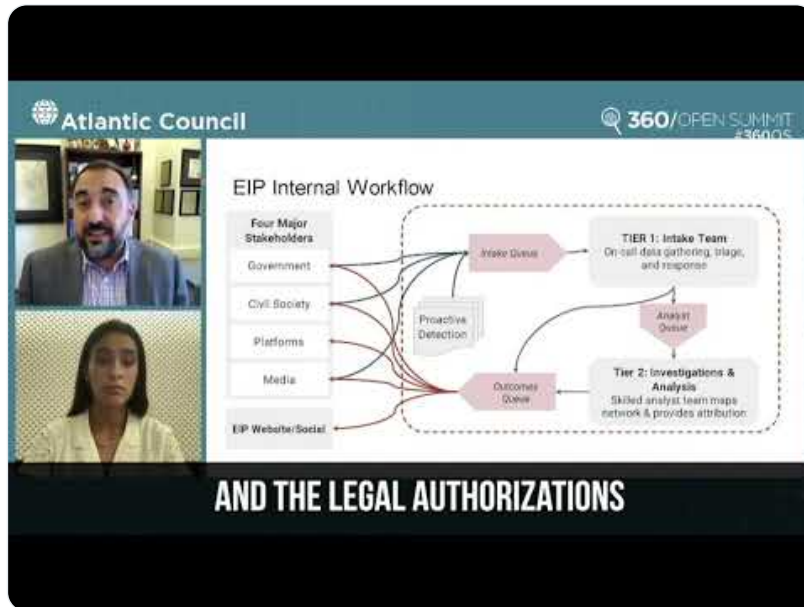 Atlantic Council
360/OPEN SUMMIT
#360OS
EIP Internal Workflow
Four Major
Stakeholders
Government
Civil Society
Platforms
Media
EIP Website/Social
Intake Queue
Proactive
Detection
TIER 1: Intake Team
On-call data gathering, triage,
and response
Analyst
Queue
Tier 2: Investigations &
Analysis
Skilled analyst team maps
network & provides attribution
Outcomes
Queue
AND THE LEGAL AUTHORIZATIONS